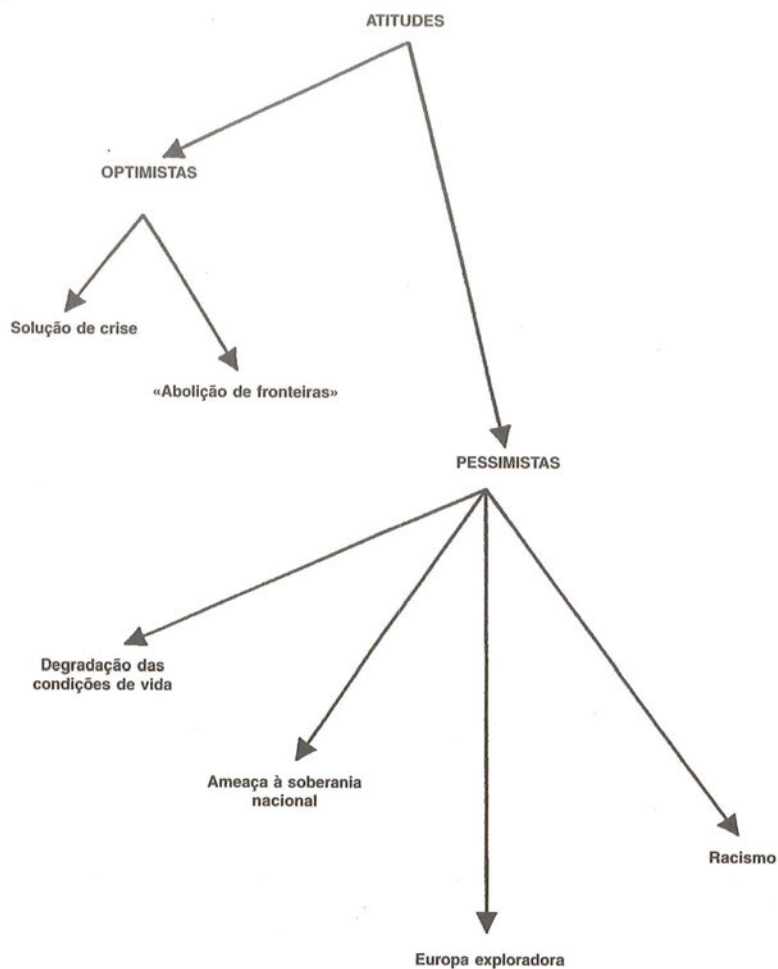 ATITUDES
OPTIMISTAS
Solução de crise
«Abolição de fronteiras»
PESSIMISTAS
Degradação das
condições de vida
Ameaça à soberania
nacional
Racismo
Europa exploradora